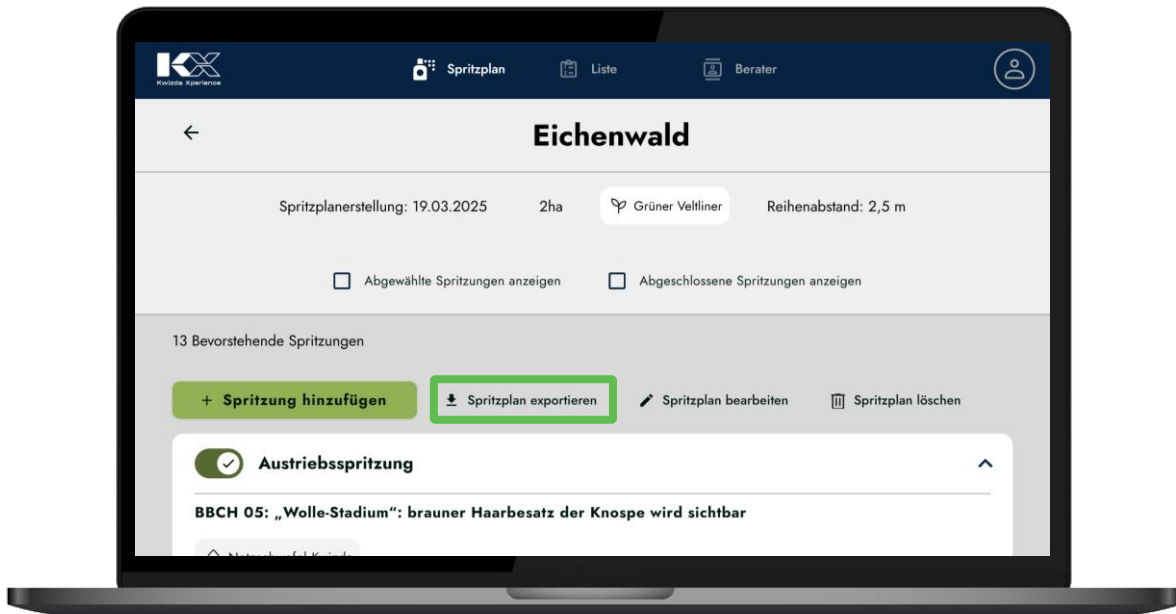 KX
Kwizda Xperience
Spritzplan
Liste
Berater
Eichenwald
Spritzplanerstellung: 19.03.2025
2ha
Grüner Veltliner
Reihenabstand: 2,5 m
Abgewählte Spritzungen anzeigen
Abgeschlossene Spritzungen anzeigen
13 Bevorstehende Spritzungen
+ Spritzung hinzufügen
Spritzplan exportieren
Spritzplan bearbeiten
Spritzplan löschen
Austriebsspritzung
BBCH 05: „Wolle-Stadium“: brauner Haarbesatz der Knospe wird sichtbar